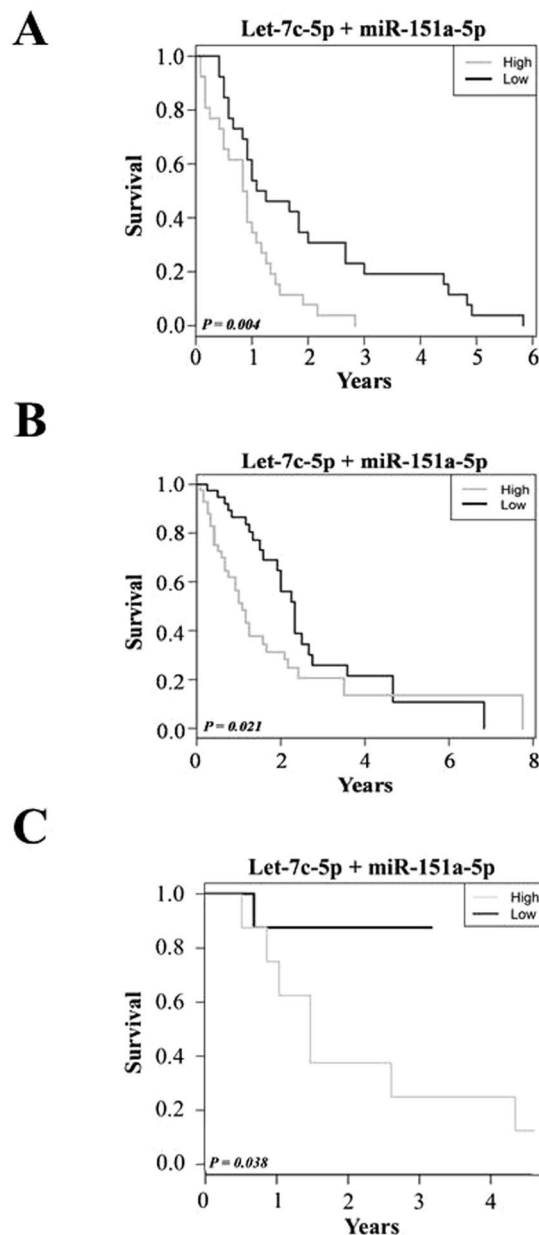 A
Let-7c-5p + miR-151a-5p
High
Low
Survival
1.0
0.8
0.6
0.4
0.2
0.0
P = 0.004
0 1 2 3 4 5 6
Years
B
Let-7c-5p + miR-151a-5p
High
Low
Survival
1.0
0.8
0.6
0.4
0.2
0.0
P = 0.021
0 2 4 6 8
Years
C
Let-7c-5p + miR-151a-5p
High
Low
Survival
1.0
0.8
0.6
0.4
0.2
0.0
P = 0.038
0 1 2 3 4
Years